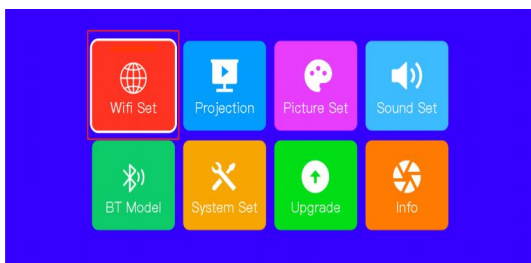 Wifi Set
Projection
Picture Set
Sound Set
BT Model
System Set
Upgrade
Info